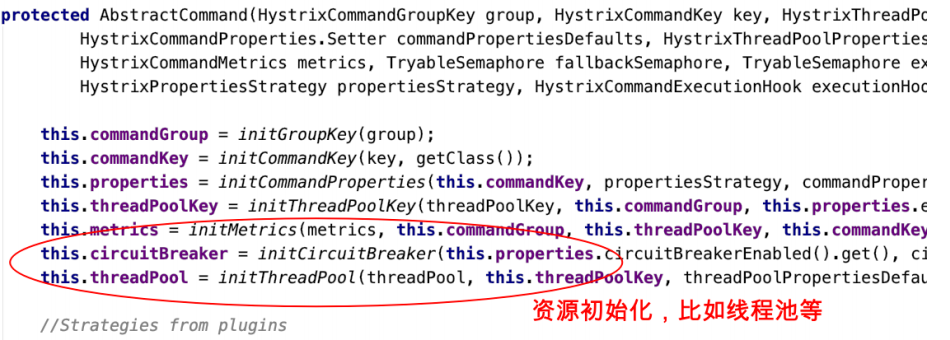 protected AbstractCommand(HystrixCommandGroupKey group, HystrixCommandKey key, HystrixThreadPo
HystrixCommandProperties.Setter commandPropertiesDefaults, HystrixThreadPoolProperties
HystrixCommandMetrics metrics, TryableSemaphore fallbackSemaphore, TryableSemaphore ex
HystrixPropertiesStrategy propertiesStrategy, HystrixCommandExecutionHook executionHoo
this.commandGroup = initGroupKey(group);
this.commandKey = initCommandKey(key, getClass());
this.properties = initCommandProperties(this.commandKey, propertiesStrategy, commandProper
this.threadPoolKey = initThreadPoolKey(threadPoolKey, this.commandGroup, this.properties.e
this.metrics = initMetrics(metrics, this.commandGroup, this.threadPoolKey, this.commandKey
this.circuitBreaker = initCircuitBreaker(this.properties.circuitBreakerEnabled().get(), ci
this.threadPool = initThreadPool(threadPool, this.threadPoolKey, threadPoolPropertiesDefau
资源初始化，比如线程池等
//Strategies from plugins